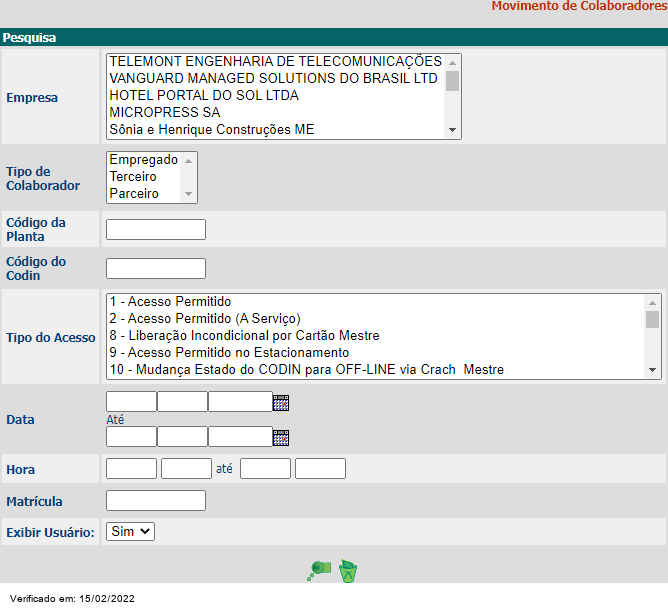 Movimento de Colaboradores
Pesquisa
Empresa
TELEMONT ENGENHARIA DE TELECOMUNICAÇÕES
VANGUARD MANAGED SOLUTIONS DO BRASIL LTD
HOTEL PORTAL DO SOL LTDA
MICROPRESS SA
Sônia e Henrique Construções ME
Tipo de
Colaborador
Empregado
Terceiro
Parceiro
Código da
Planta
Código do
Codin
Tipo do Acesso
1 - Acesso Permitido
2 - Acesso Permitido (A Serviço)
8 - Liberação Incondicional por Cartão Mestre
9 - Acesso Permitido no Estacionamento
10 - Mudança Estado do CODIN para OFF-LINE via Crach  Mestre
Data
Até
Hora
até
Matrícula
Exibir Usuário:
Sim
Verificado em: 15/02/2022